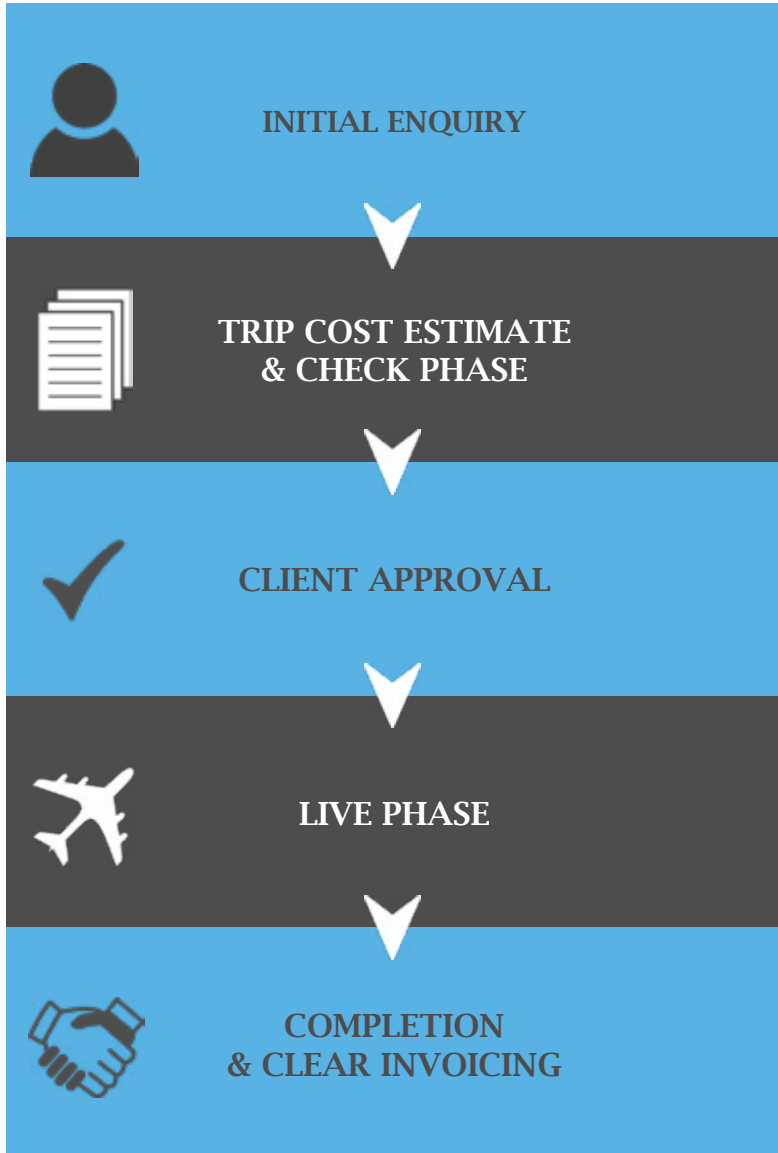 INITIAL ENQUIRY
TRIP COST ESTIMATE
& CHECK PHASE
CLIENT APPROVAL
LIVE PHASE
COMPLETION
& CLEAR INVOICING